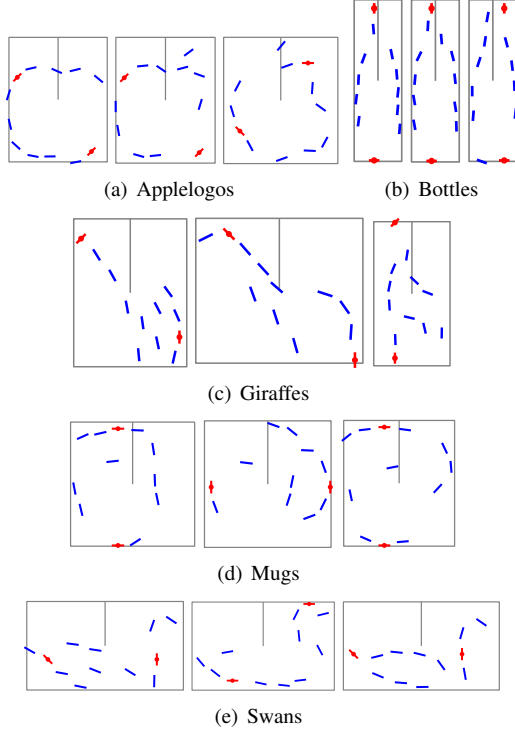 (a) Applelogos
(b) Bottles
(c) Giraffes
(d) Mugs
(e) Swans